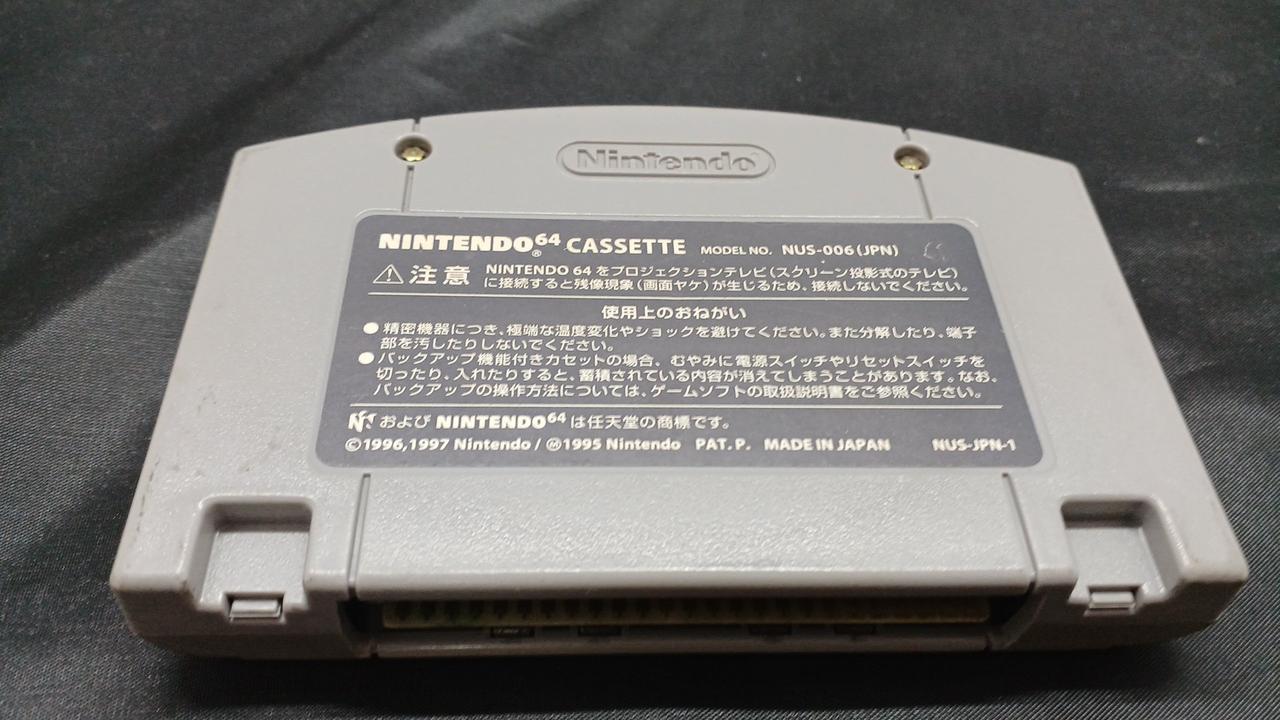 Nintendo
NINTENDO64 CASSETTE MODEL NO. NUS-006(JPN)
⚠注意 NINTENDO 64 をプロジェクションテレビ(スクリーン投影式のテレビ)
に接続すると残像現象(画面ヤケ)が生じるため、接続しないでください。
使用上のおねがい
●精密機器につき、極端な温度変化やショックを避けてください。また分解したり、端子
部を汚したりしないでください。
●バックアップ機能付きカセットの場合、むやみに電源スイッチやリセットスイッチを
切ったり、入れたりすると、蓄積されている内容が消えてしまうことがあります。なお、
バックアップの操作方法については、ゲームソフトの取扱説明書をご参照ください。
および NINTENDO64 は任天堂の商標です。
©1996,1997 Nintendo/Ⓜ1995 Nintendo PAT.P. MADE IN JAPAN NUS-JPN-1